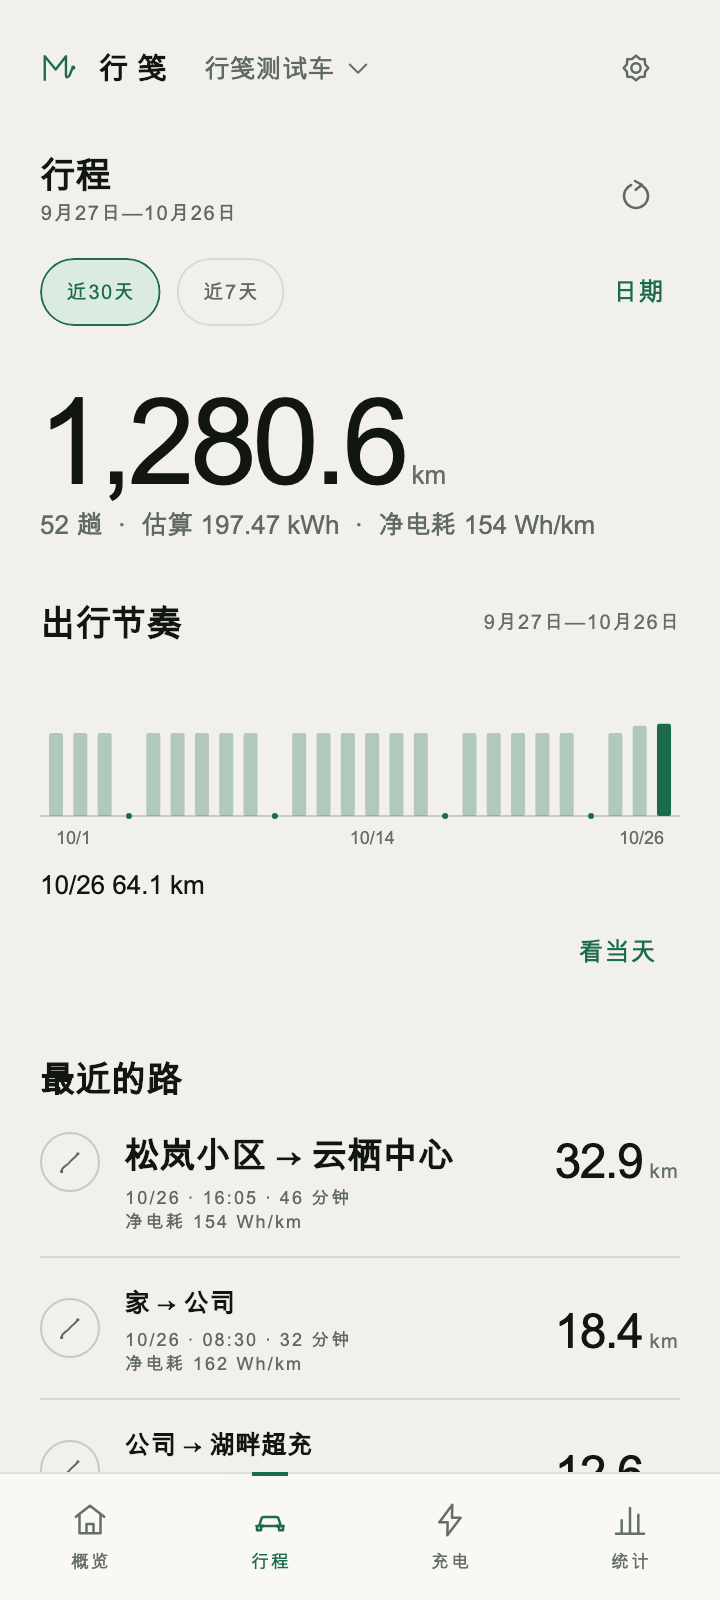 行笺 行笺测试车
行程
9月27日—10月26日
近30天 近7天 日期
1,280.6 km
52 趟 · 估算 197.47 kWh · 净电耗 154 Wh/km
出行节奏 9月27日—10月26日
10/1 10/14 10/26
10/26 64.1 km
看当天
最近的路
松岚小区 → 云栖中心 32.9 km
10/26 · 16:05 · 46 分钟
净电耗 154 Wh/km
家 → 公司 18.4 km
10/26 · 08:30 · 32 分钟
净电耗 162 Wh/km
公司 → 湖畔超充 12.6
概览 行程 充电 统计